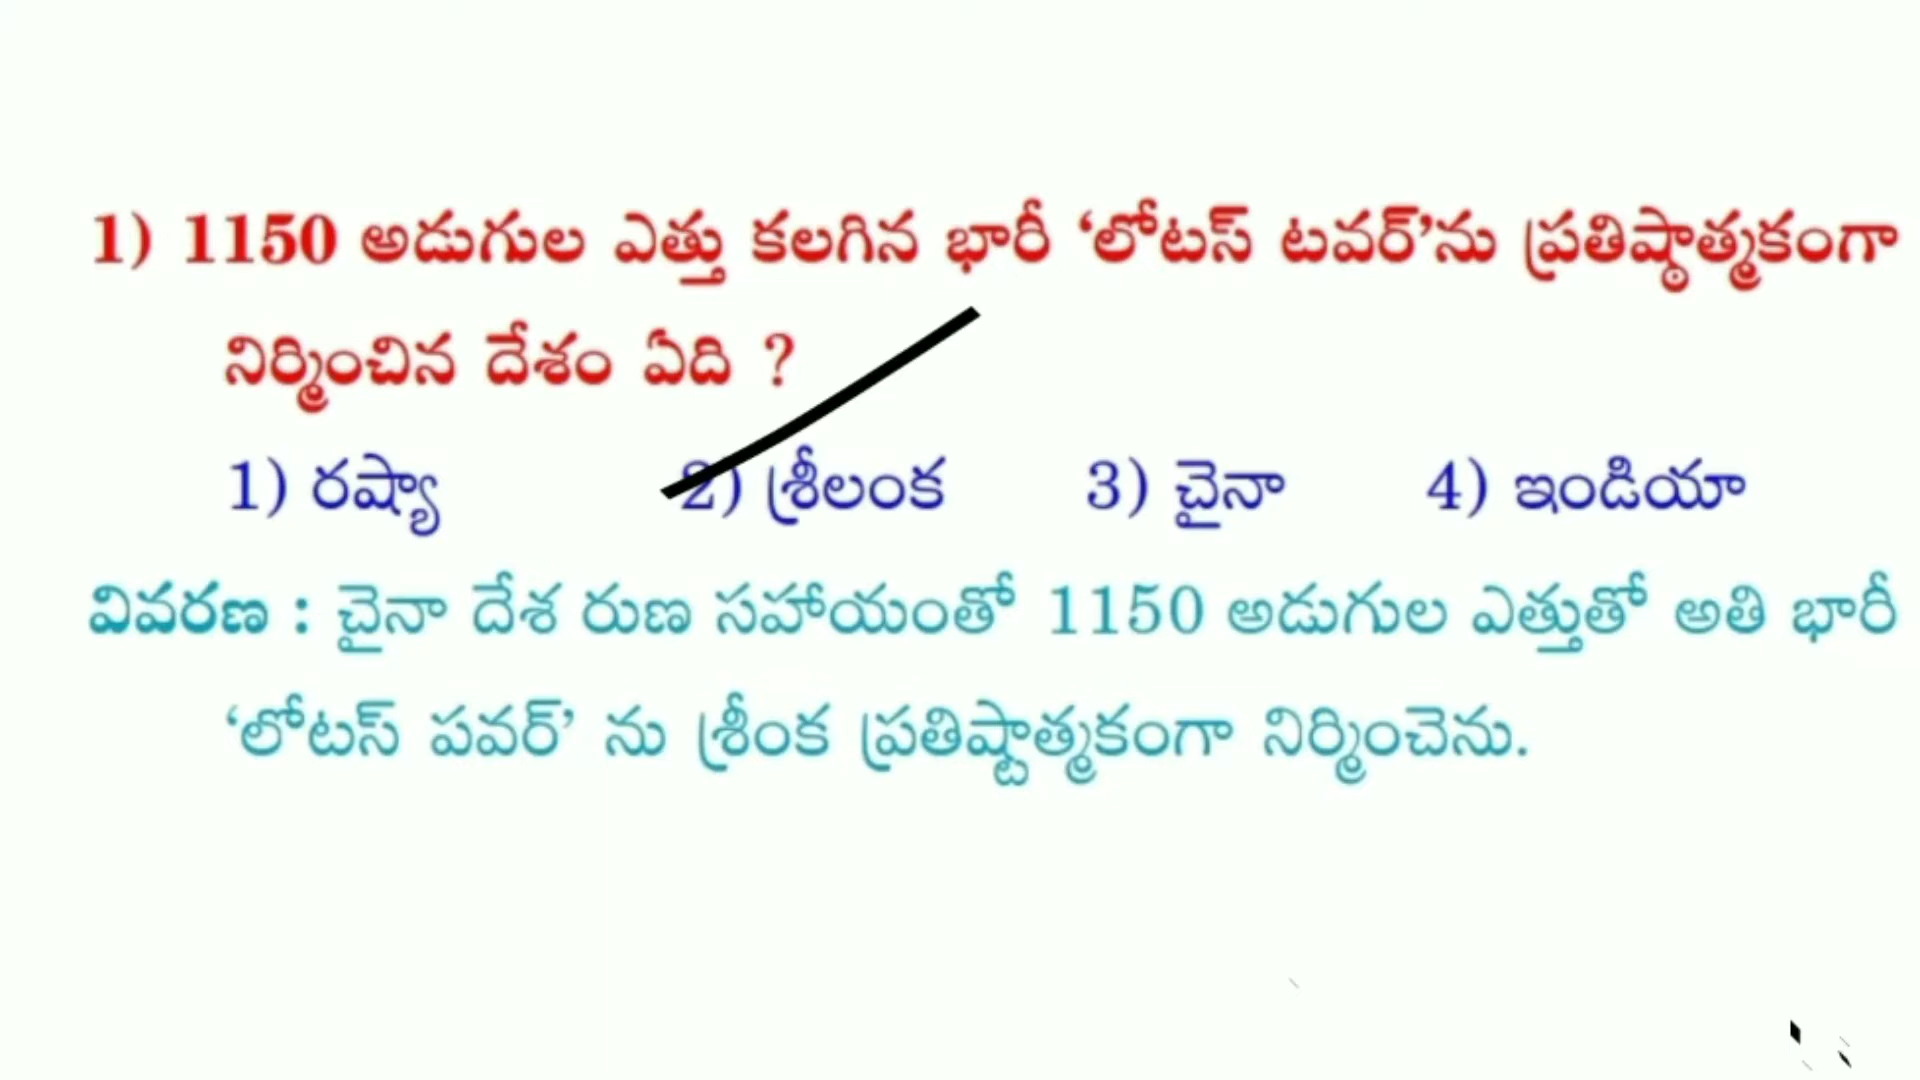 1) 1150 అడుగుల ఎత్తు కలగిన భారీ ‘లోటస్ టవర్’ను ప్రతిష్ఠాత్మకంగా
నిర్మించిన దేశం ఏది ?
1) రష్యా 2) శ్రీలంక 3) చైనా 4) ఇండియా
వివరణ : చైనా దేశ రుణ సహాయంతో 1150 అడుగుల ఎత్తుతో అతి భారీ
‘లోటస్ పవర్’ ను శ్రీంక ప్రతిష్టాత్మకంగా నిర్మించెను.